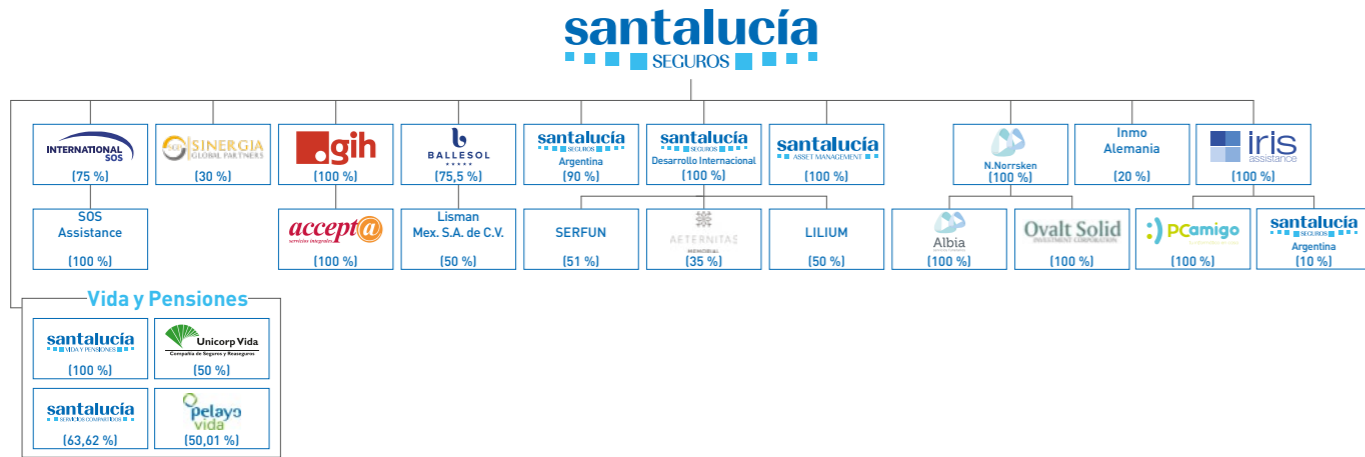 santalucía
SEGUROS
INTERNATIONAL
SOS
(75 %)
SGP SINERGIA
GLOBAL PARTNERS
(30 %)
.gih
(100 %)
b
BALLESOL
(75,5 %)
santalucía
SEGUROS
Argentina
(90 %)
santalucía
SEGUROS
Desarrollo Internacional
(100 %)
santalucía
ASSET MANAGEMENT
(100 %)
N.Norrsken
(100 %)
Inmo
Alemania
(20 %)
iris
assistance
(100 %)
SOS
Assistance
(100 %)
accept@
servicios integrales
(100 %)
Lisman
Mex. S.A. de C.V.
(50 %)
SERFUN
(51 %)
AETERNITAS
MEMORIAL
(35 %)
LILIUM
(50 %)
Albia
(100 %)
Ovalt Solid
INVESTMENT CORPORATION
(100 %)
:) PCamigo
(100 %)
santalucía
SEGUROS
Argentina
(10 %)
Vida y Pensiones
santalucía
VIDA Y PENSIONES
(100 %)
Unicorp Vida
Compañía de Seguros y Reaseguros
(50 %)
santalucía
SERVICIOS COMPARTIDOS
(63,62 %)
pelayo
vida
(50,01 %)